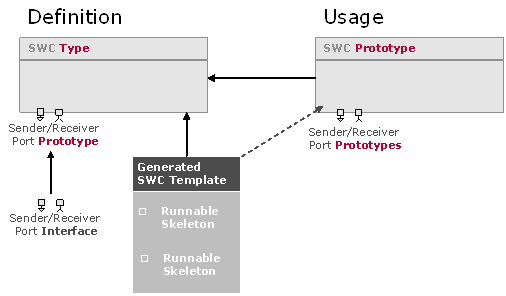 Definition
Usage
SWC Type
SWC Prototype
Sender/Receiver
Port Prototype
Sender/Receiver
Port Prototypes
Generated
SWC Template
Runnable
Skeleton
Runnable
Skeleton
Sender/Receiver
Port Interface